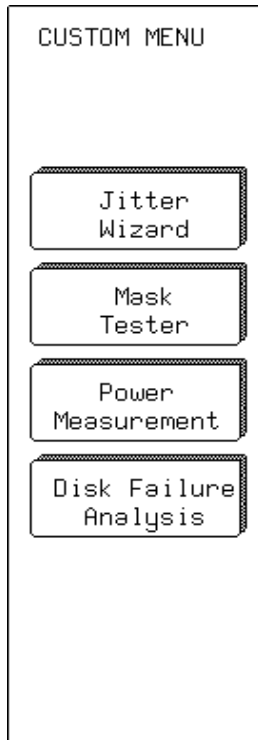 CUSTOM MENU
Jitter
Wizard
Mask
Tester
Power
Measurement
Disk Failure
Analysis